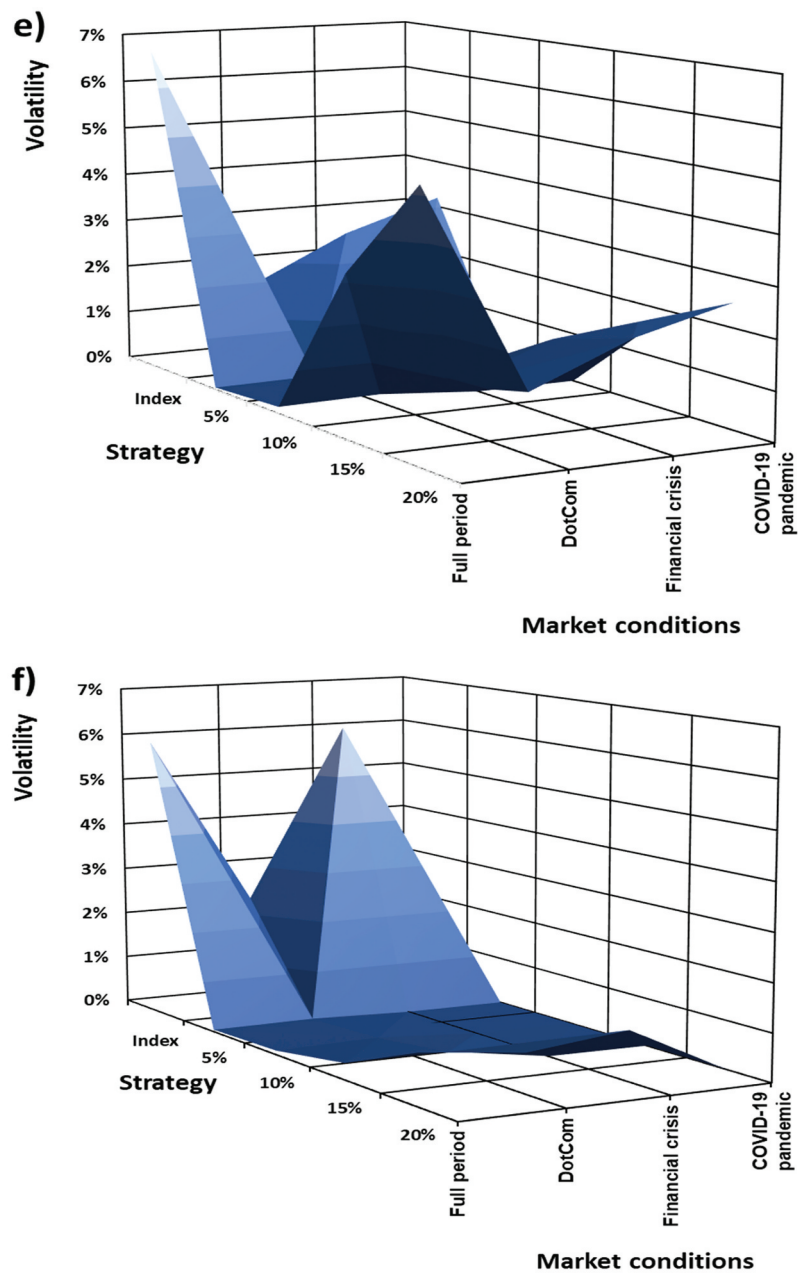 e)
7%
6%
5%
4%
3%
2%
1%
0%
Volatility
Index
5%
10%
15%
20%
Strategy
Full period
DotCom
Financial crisis
COVID-19
pandemic
Market conditions
f)
7%
6%
5%
4%
3%
2%
1%
0%
Volatility
Index
5%
10%
15%
20%
Strategy
Full period
DotCom
Financial crisis
COVID-19
pandemic
Market conditions